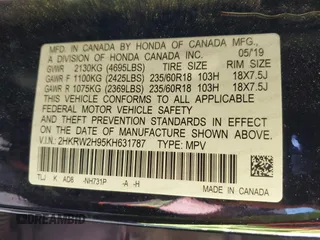 MFD. IN CANADA BY HONDA OF CANADA MFG.,
A DIVISION OF HONDA CANADA INC. 05/19
GVWR 2130KG (4695LBS) TIRE SIZE RIM SIZE
GAWR F 1100KG (2425LBS) 235/60R18 103H 18X7.5J
GAWR R 1075KG (2369LBS) 235/60R18 103H 18X7.5J
THIS VEHICLE CONFORMS TO ALL APPLICABLE
FEDERAL MOTOR VEHICLE SAFETY AND
THEFT PREVENTION STANDARDS IN EFFECT ON
THE DATE OF MANUFACTURE SHOWN ABOVE.
V.I.N: 2HKRW2H95KH631787 TYPE: MPV
TLJ K AO8 -NH731P -A -H
MADE IN CANADA
DREAMBID